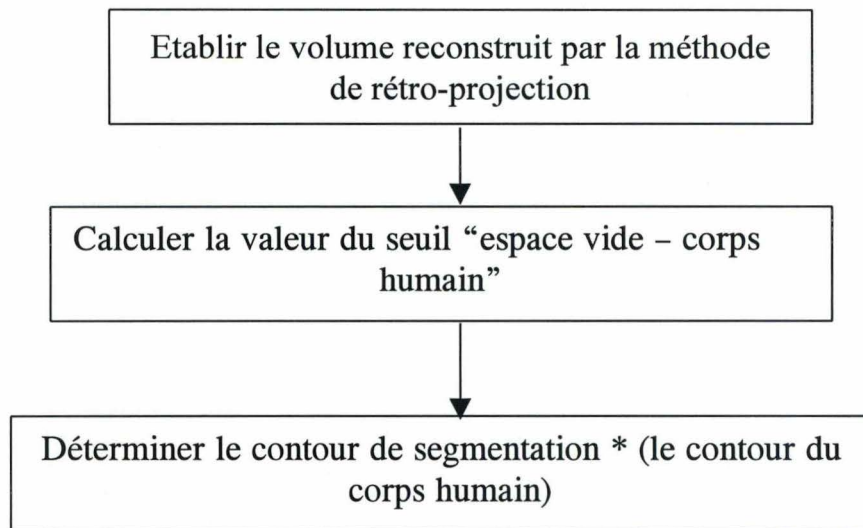 Etablir le volume reconstruit par la méthode
de rétro-projection
Calculer la valeur du seuil “espace vide – corps
humain”
Déterminer le contour de segmentation * (le contour du
corps humain)